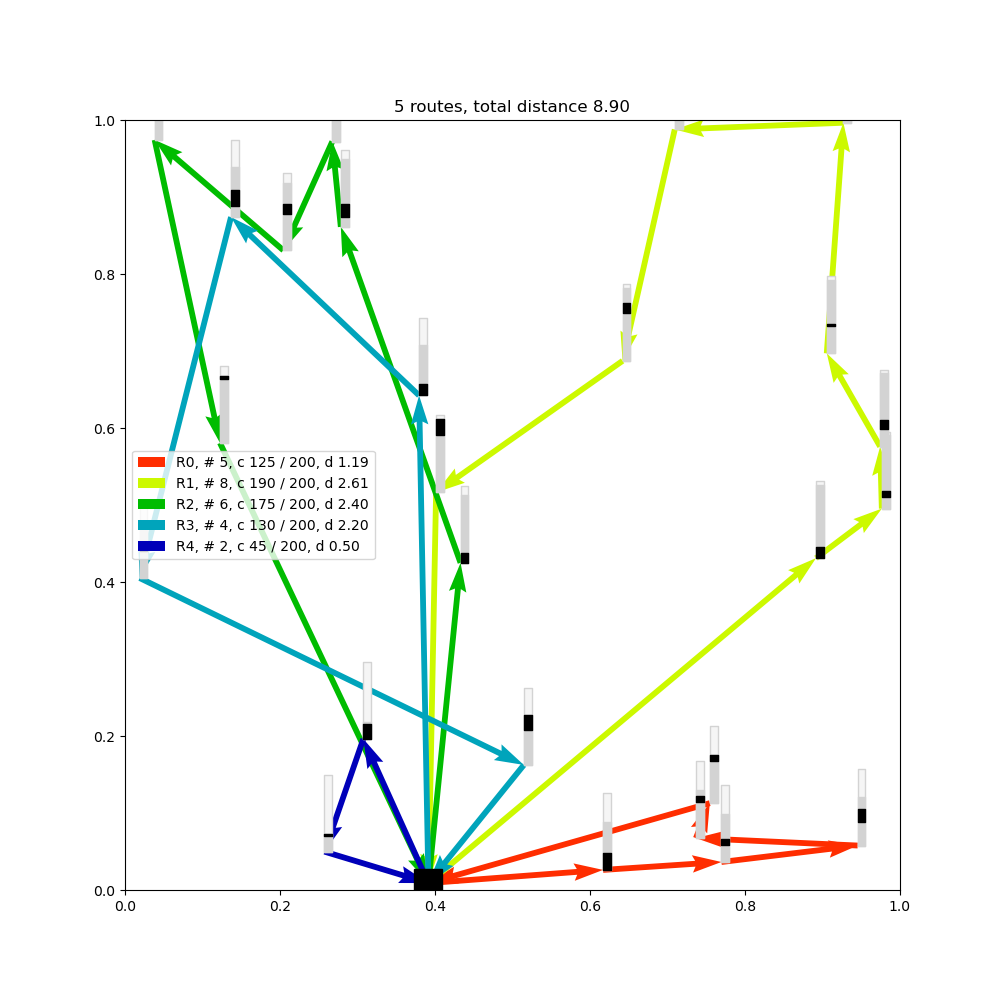 5 routes, total distance 8.90
1.0
0.8
0.6
0.4
0.2
0.0
R0, # 5, c 125 / 200, d 1.19
R1, # 8, c 190 / 200, d 2.61
R2, # 6, c 175 / 200, d 2.40
R3, # 4, c 130 / 200, d 2.20
R4, # 2, c 45 / 200, d 0.50
0.0 0.2 0.4 0.6 0.8 1.0